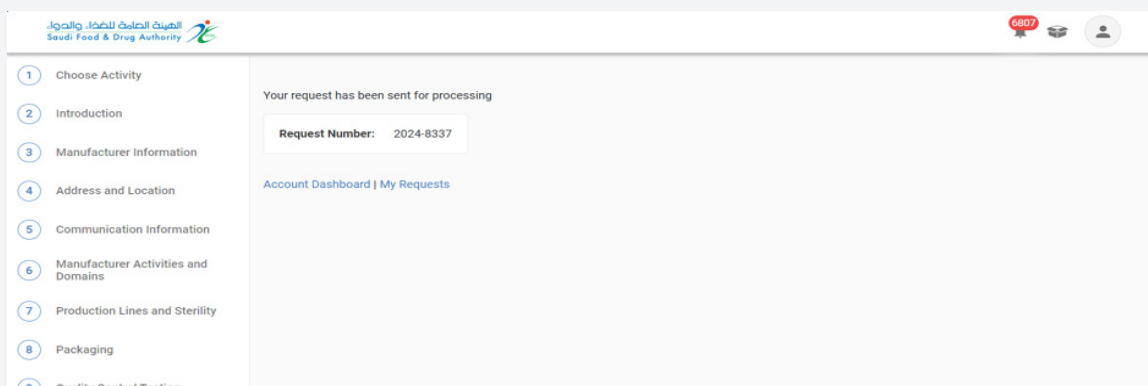 الهيئة العامة للغذاء والدواء
Saudi Food & Drug Authority
6807
1 Choose Activity
2 Introduction
3 Manufacturer Information
4 Address and Location
5 Communication Information
6 Manufacturer Activities and
Domains
7 Production Lines and Sterility
8 Packaging
Your request has been sent for processing
Request Number: 2024-8337
Account Dashboard | My Requests